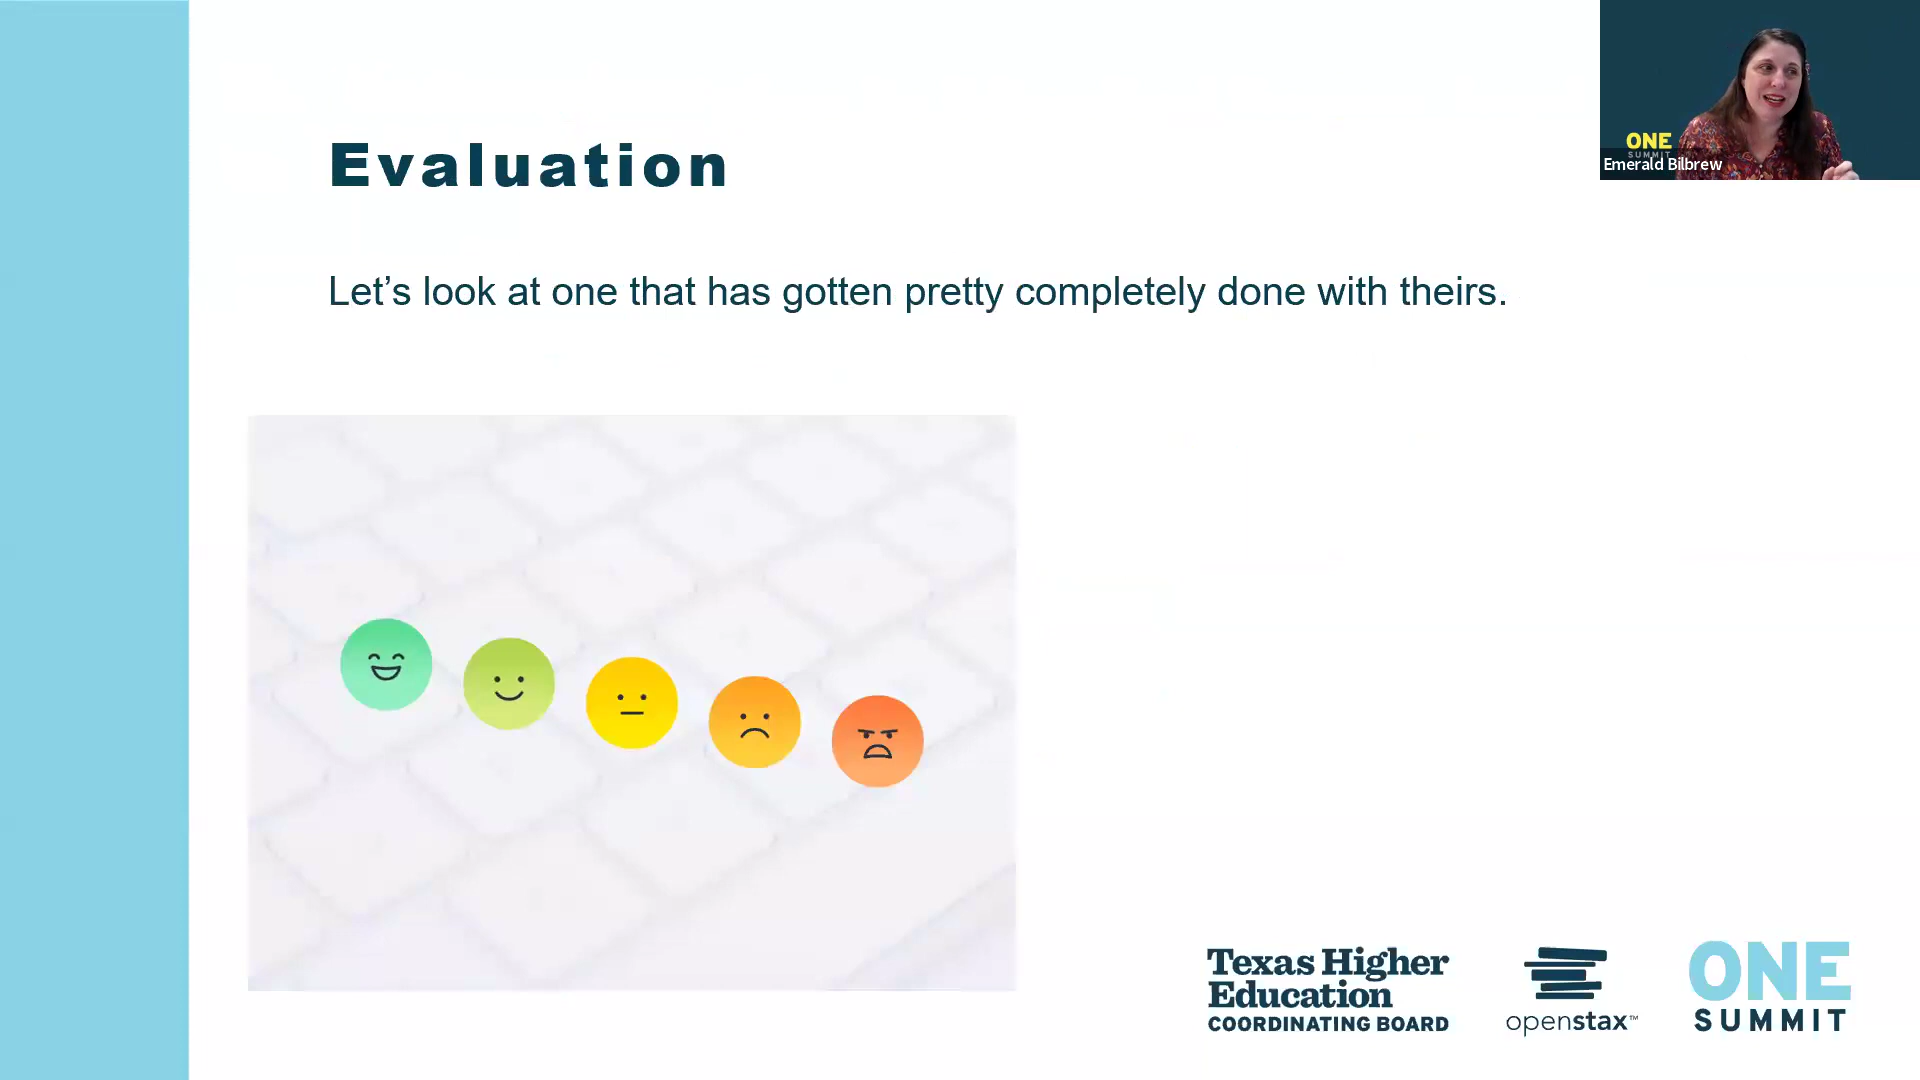 Evaluation
ONE
SUMMIT
Emerald Bilbrew
Let’s look at one that has gotten pretty completely done with theirs.
Texas Higher
Education
COORDINATING BOARD
openstax™
ONE
SUMMIT